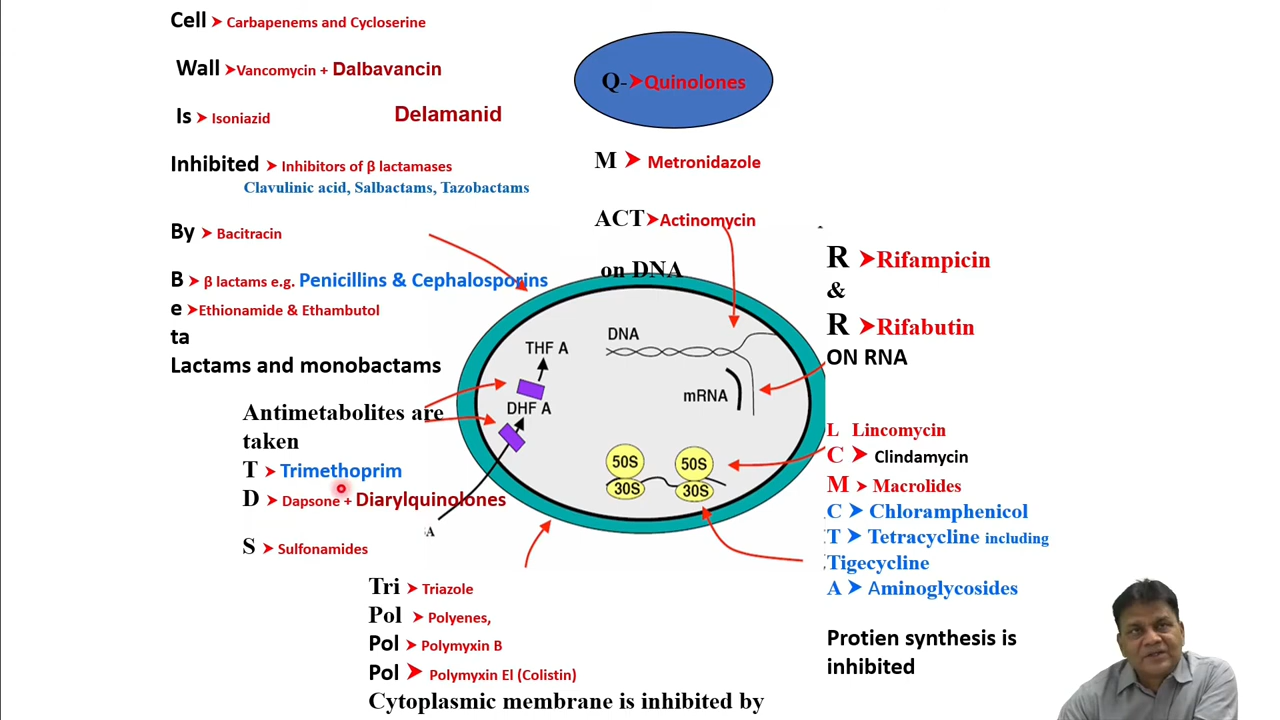 Cell ➤ Carbapenems and Cycloserine
Wall ➤Vancomycin + Dalbavancin
Is ➤ Isoniazid
Delamanid
Inhibited ➤ Inhibitors of β lactamases
Clavulinic acid, Salbactams, Tazobactams
By ➤ Bacitracin
B ➤ β lactams e.g. Penicillins & Cephalosporins
e ➤Ethionamide & Ethambutol
ta
Lactams and monobactams
Antimetabolites are
taken
T ➤ Trimethoprim
D ➤ Dapsone + Diarylquinolones
S ➤ Sulfonamides
Tri ➤ Triazole
Pol ➤ Polyenes,
Pol ➤ Polymyxin B
Pol ➤ Polymyxin El (Colistin)
Cytoplasmic membrane is inhibited by
Q-➤Quinolones
M ➤ Metronidazole
ACT➤Actinomycin
on DNA
DNA
THF A
DHF A
mRNA
50S
50S
30S
30S
A
R ➤Rifampicin
&
R ➤Rifabutin
ON RNA
L Lincomycin
C ➤ Clindamycin
M ➤ Macrolides
C ➤ Chloramphenicol
T ➤ Tetracycline including
Tigecycline
A ➤ Aminoglycosides
Protien synthesis is
inhibited